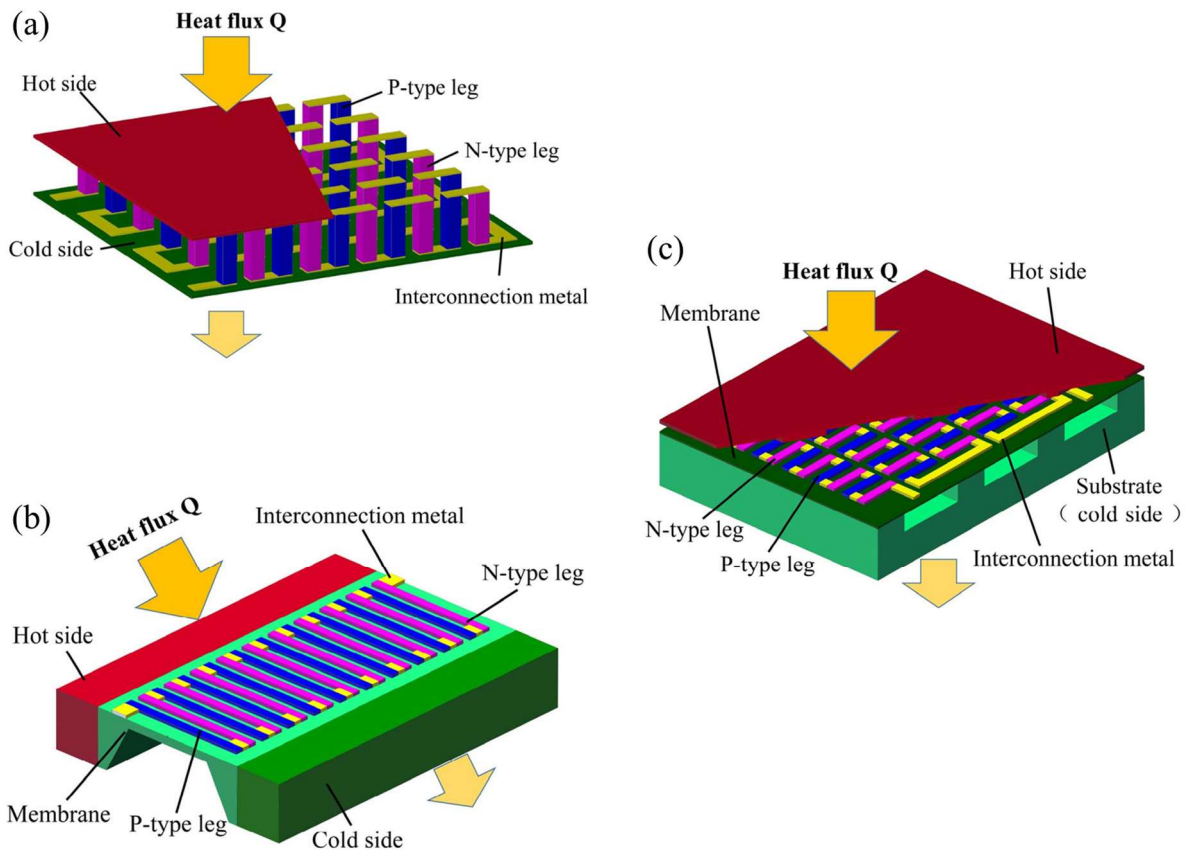 (a)
Heat flux Q
Hot side
P-type leg
N-type leg
Cold side
Interconnection metal
(b)
Heat flux Q
Interconnection metal
N-type leg
Hot side
Membrane
P-type leg
Cold side
(c)
Heat flux Q
Hot side
Membrane
N-type leg
P-type leg
Substrate
( cold side )
Interconnection metal